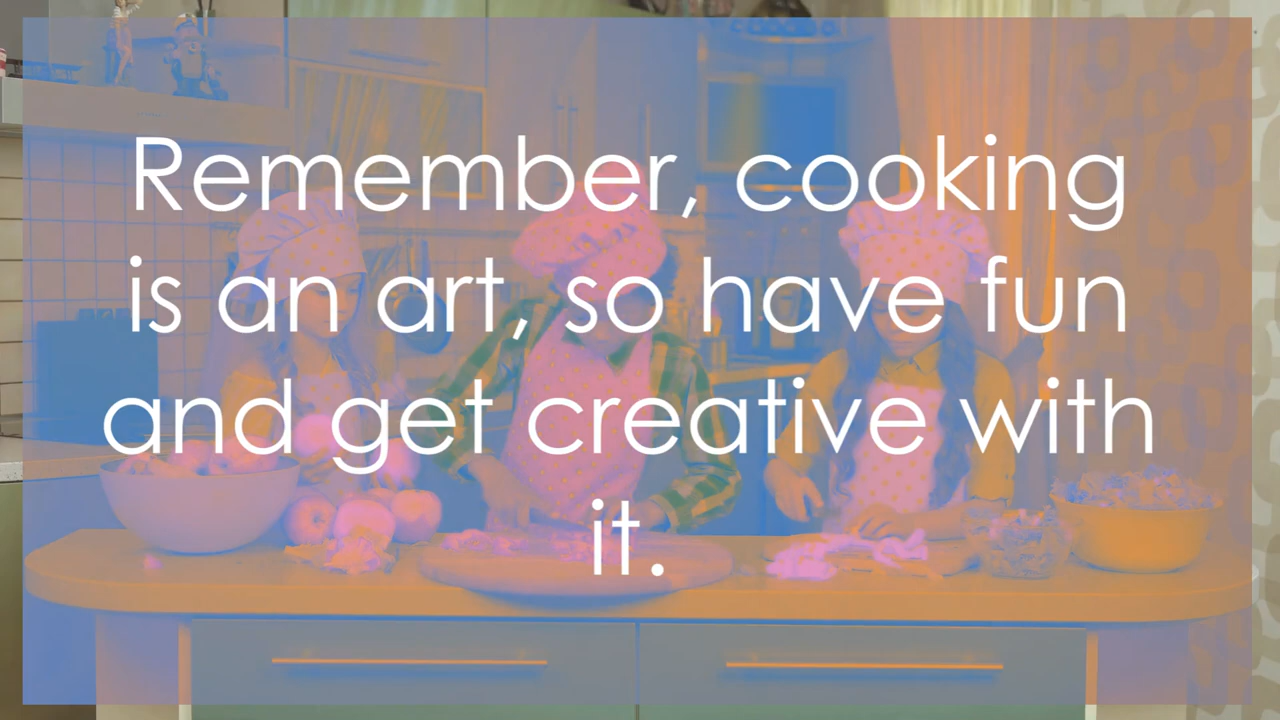 Remember, cooking
is an art, so have fun
and get creative with
it.